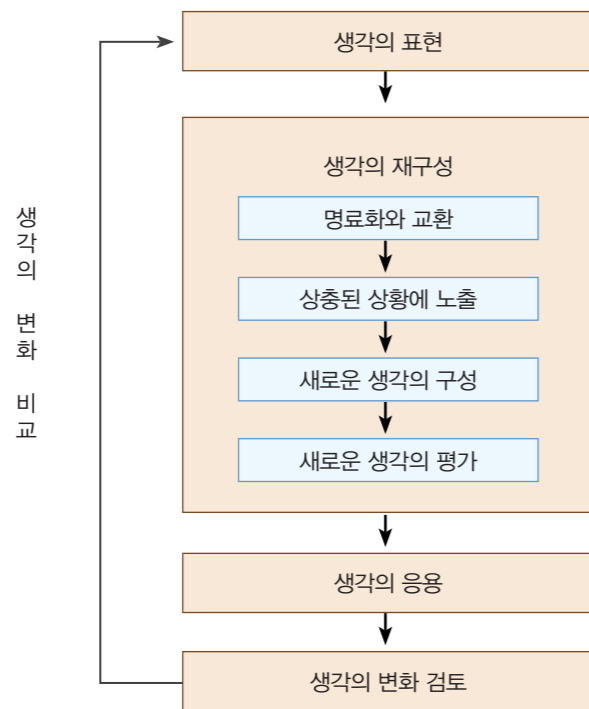 생각의 표현
생각의 재구성
명료화와 교환
상충된 상황에 노출
새로운 생각의 구성
새로운 생각의 평가
생각의 응용
생각의 변화 검토
생각의 변화 비교